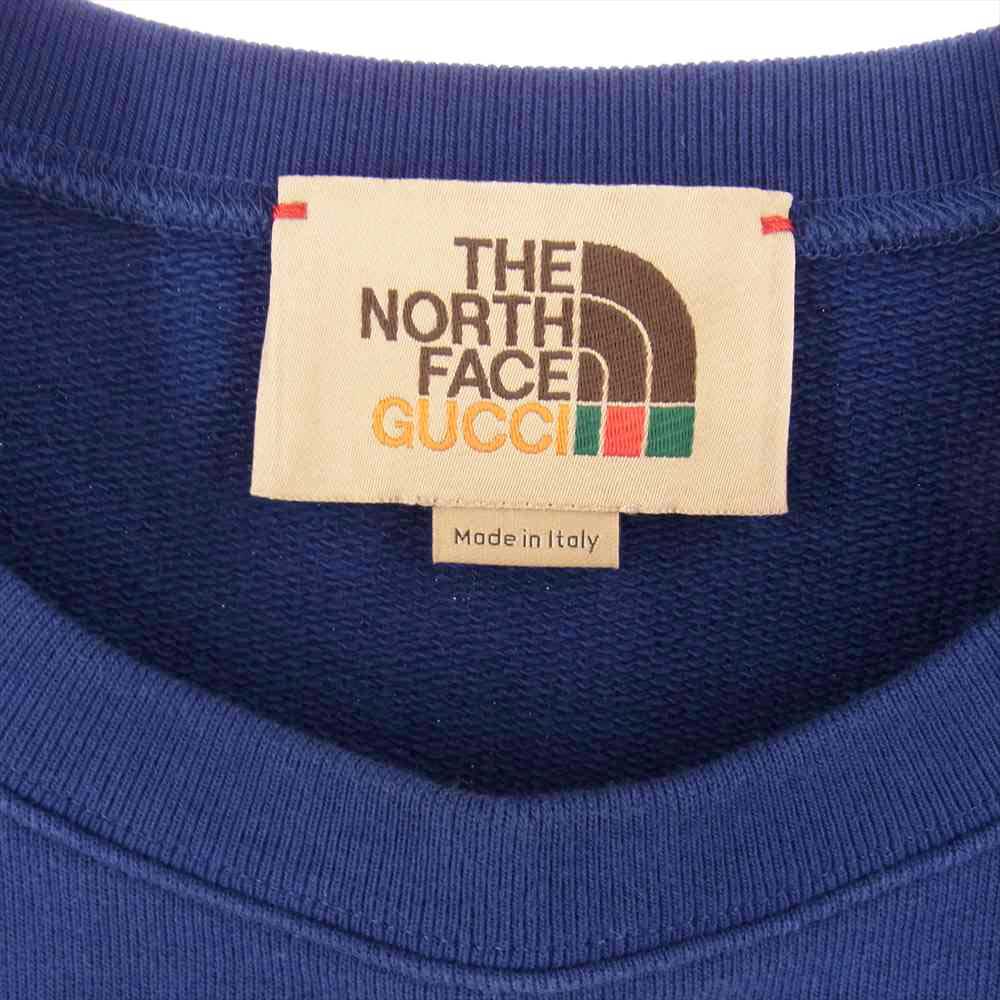 THE
NORTH
FACE
GUCCI
Made in Italy